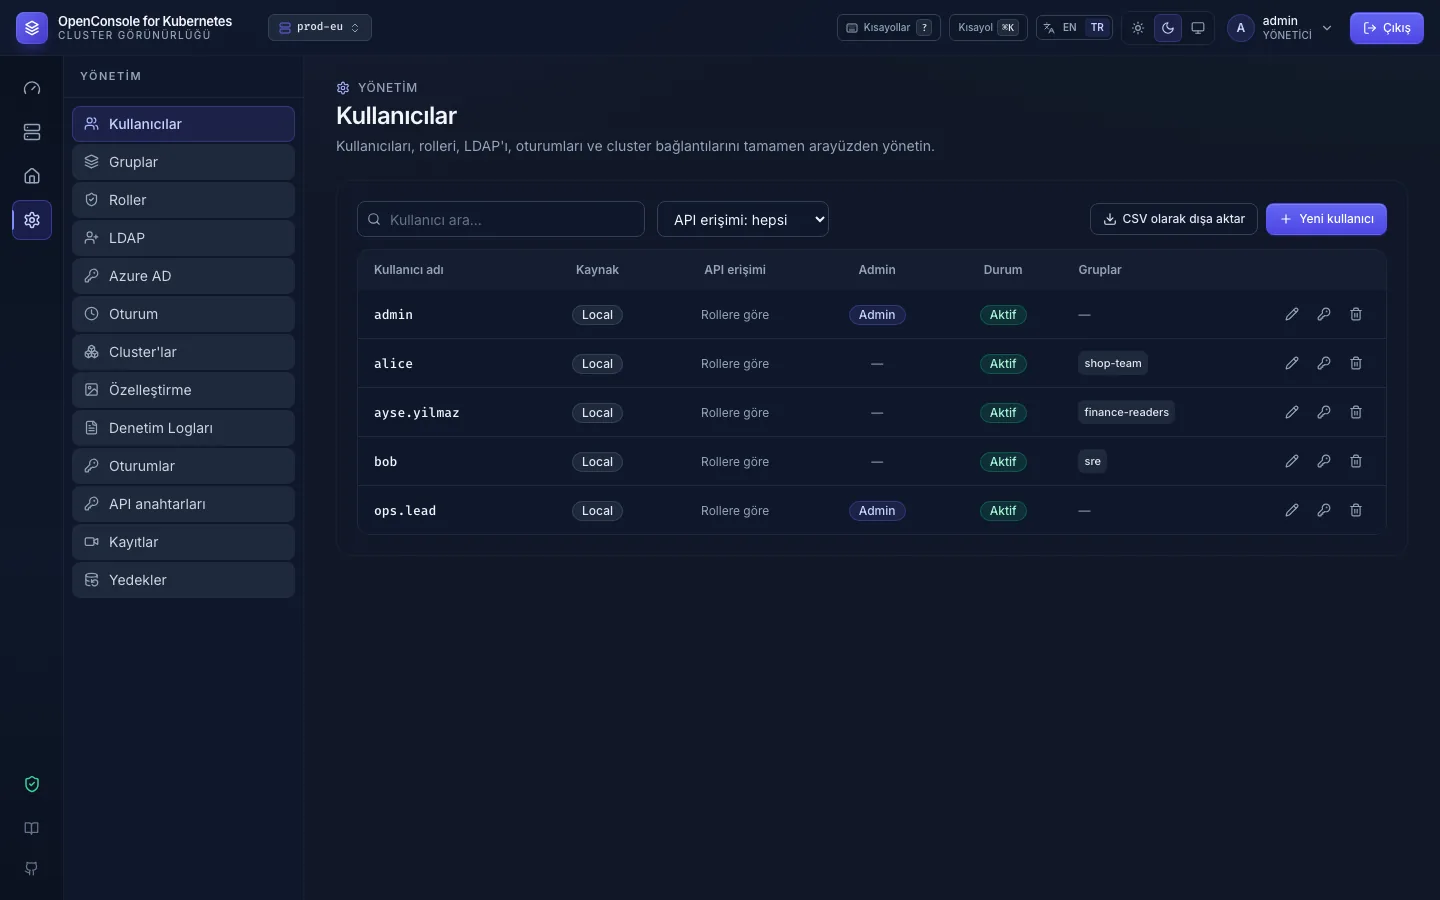 OpenConsole for Kubernetes
CLUSTER GÖRÜNÜRLÜĞÜ
prod-eu
Kısayollar ?
Kısayol ⌘K
EN TR
A
admin
YÖNETİCİ
Çıkış
YÖNETİM
Kullanıcılar
Gruplar
Roller
LDAP
Azure AD
Oturum
Cluster'lar
Özelleştirme
Denetim Logları
Oturumlar
API anahtarları
Kayıtlar
Yedekler
YÖNETİM
Kullanıcılar
Kullanıcıları, rolleri, LDAP'ı, oturumları ve cluster bağlantılarını tamamen arayüzden yönetin.
Kullanıcı ara...
API erişimi: hepsi
CSV olarak dışa aktar
Yeni kullanıcı
Kullanıcı adı Kaynak API erişimi Admin Durum Gruplar
admin Local Rollere göre Admin Aktif —
alice Local Rollere göre — Aktif shop-team
ayse.yilmaz Local Rollere göre — Aktif finance-readers
bob Local Rollere göre — Aktif sre
ops.lead Local Rollere göre Admin Aktif —